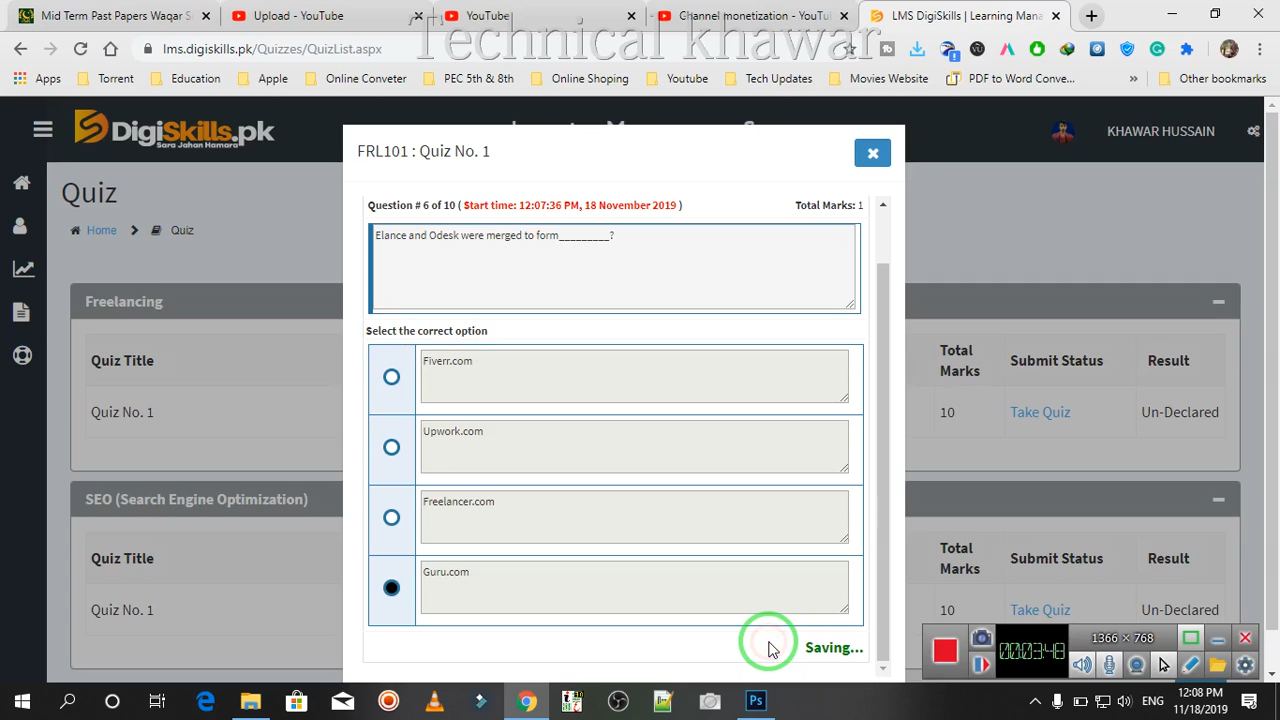 Mid Term Past Papers Waqar S
Upload - YouTube
YouTube
Channel monetization - YouTu
LMS DigiSkills | Learning Mana
Technical khawar
lms.digiskills.pk/Quizzes/QuizList.aspx
Apps
Torrent
Education
Apple
Online Conveter
PEC 5th & 8th
Online Shoping
Youtube
Tech Updates
Movies Website
PDF to Word Conve...
»
Other bookmarks
DigiSkills.pk
Sara Jahan Hamara
KHAWAR HUSSAIN
FRL101 : Quiz No. 1
Quiz
Home
Quiz
Question # 6 of 10 ( Start time: 12:07:36 PM, 18 November 2019 )
Total Marks: 1
Elance and Odesk were merged to form_________?
Select the correct option
Fiverr.com
Upwork.com
Freelancer.com
Guru.com
Saving...
Freelancing
Quiz Title
Total Marks
Submit Status
Result
Quiz No. 1
10
Take Quiz
Un-Declared
SEO (Search Engine Optimization)
Quiz Title
Total Marks
Submit Status
Result
Quiz No. 1
10
Take Quiz
Un-Declared
1366 × 768
00:03:48
Ps
ENG
12:08 PM
11/18/2019